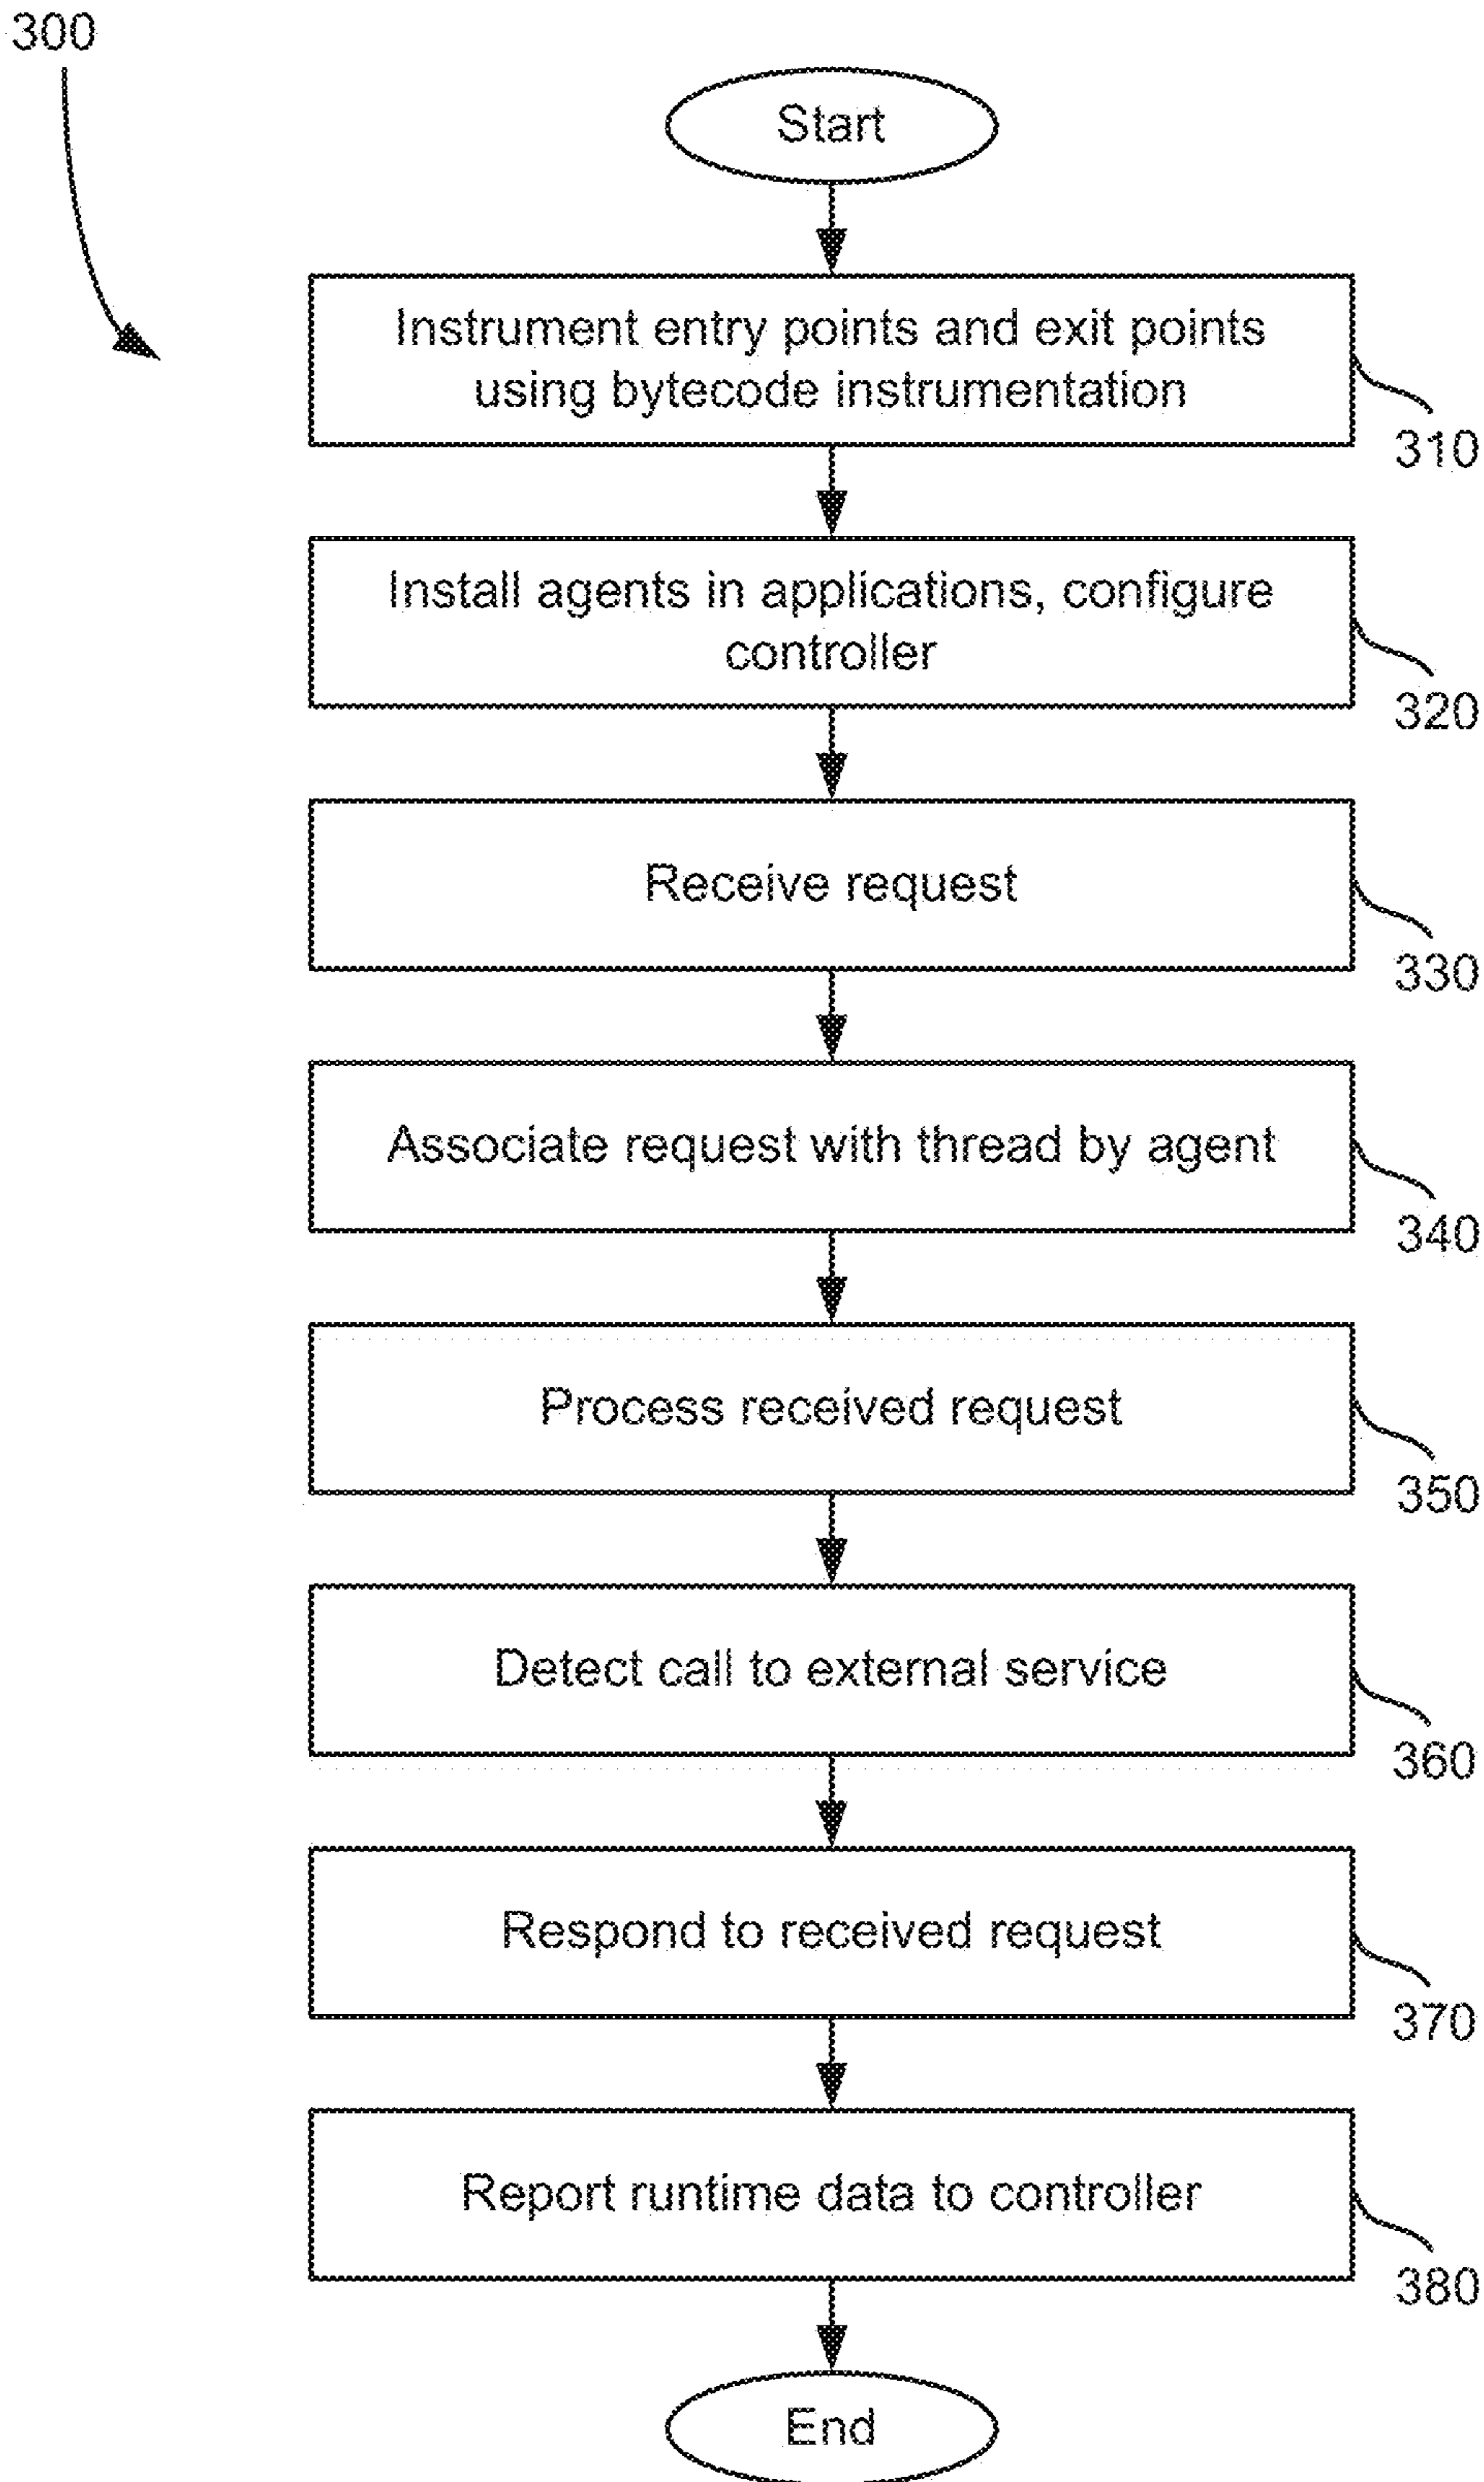 300
Start
Instrument entry points and exit points
using bytecode instrumentation
310
Install agents in applications, configure
controller
320
Receive request
330
Associate request with thread by agent
340
Process received request
350
Detect call to external service
360
Respond to received request
370
Report runtime data to controller
380
End